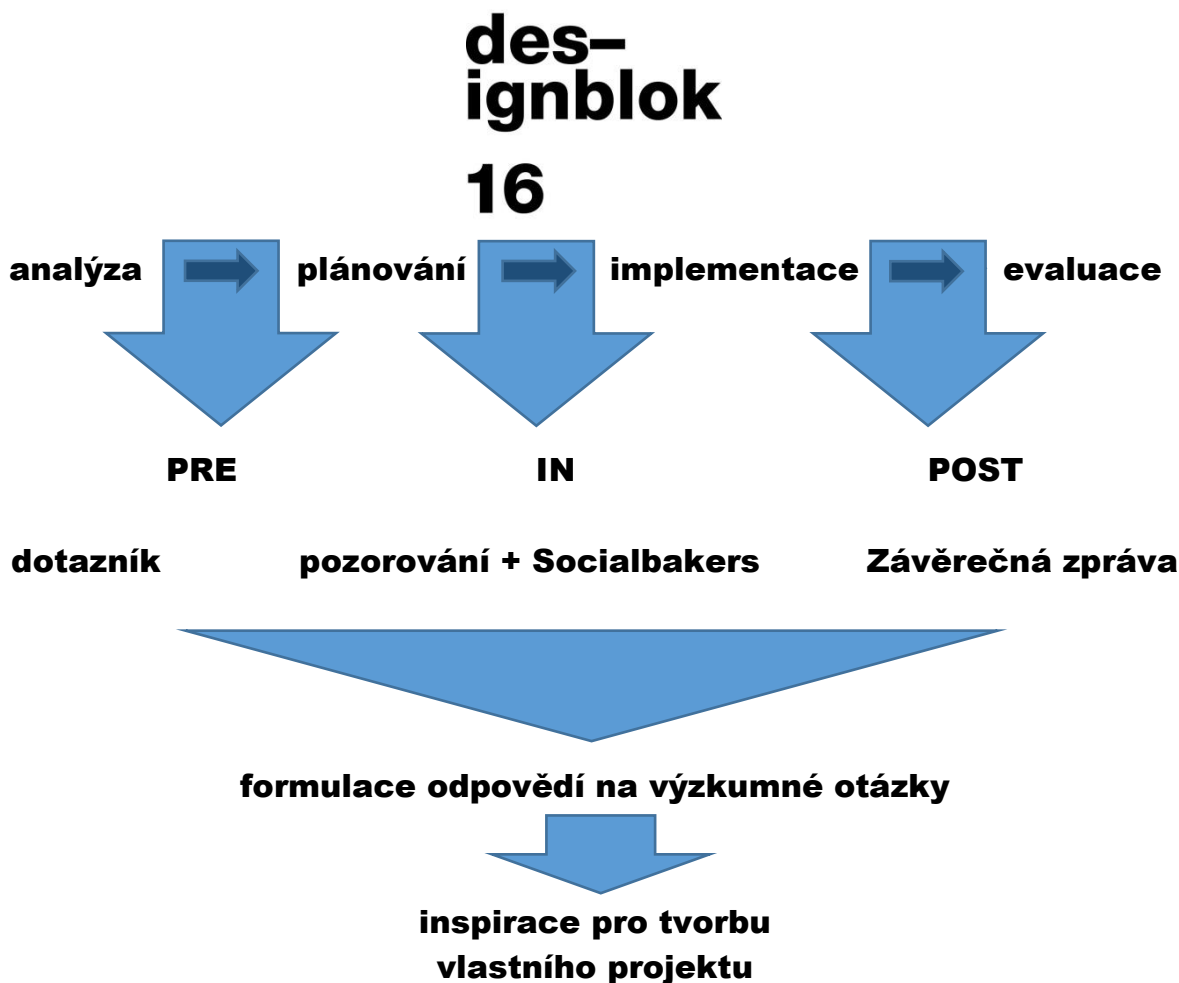 des–
ignblok
16
analýza plánování implementace evaluace
PRE IN POST
dotazník pozorování + Socialbakers Závěrečná zpráva
formulace odpovědí na výzkumné otázky
inspirace pro tvorbu
vlastního projektu